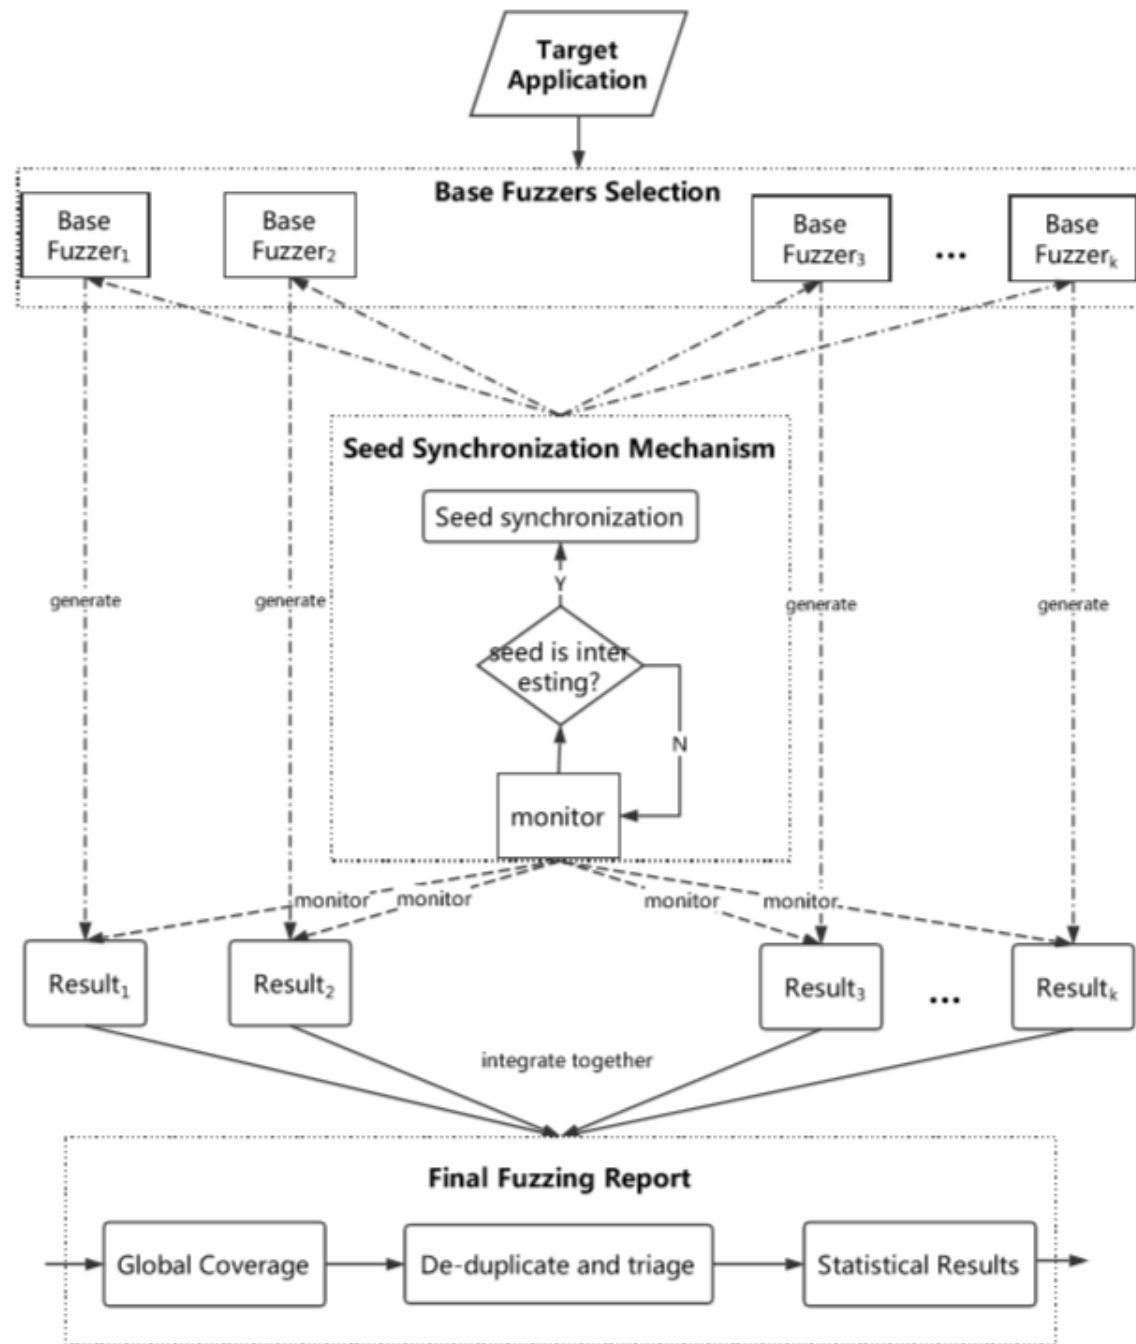 Target
Application
Base Fuzzers Selection
Base
Fuzzer₁
Base
Fuzzer₂
Base
Fuzzer₃
...
Base
Fuzzerₖ
Seed Synchronization Mechanism
Seed synchronization
Y
seed is inter
esting?
N
monitor
generate
generate
generate
generate
monitor
monitor
monitor
monitor
Result₁
Result₂
Result₃
...
Resultₖ
integrate together
Final Fuzzing Report
Global Coverage
De-duplicate and triage
Statistical Results